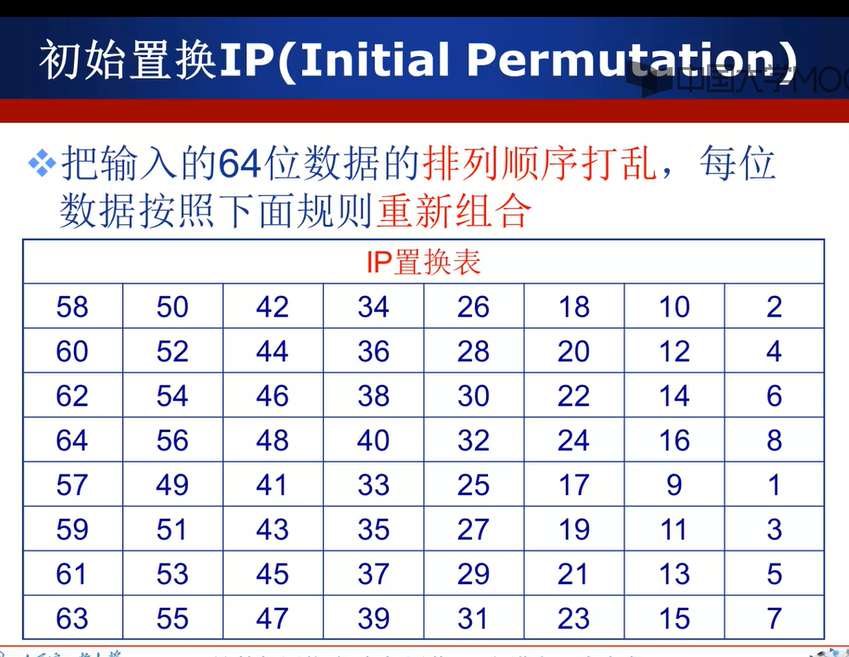 初始置换IP(Initial Permutation)
中国大学MOO
❖把输入的64位数据的排列顺序打乱，每位
数据按照下面规则重新组合
IP置换表
58 50 42 34 26 18 10 2
60 52 44 36 28 20 12 4
62 54 46 38 30 22 14 6
64 56 48 40 32 24 16 8
57 49 41 33 25 17 9 1
59 51 43 35 27 19 11 3
61 53 45 37 29 21 13 5
63 55 47 39 31 23 15 7